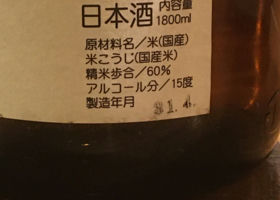 日本酒 内容量 1800ml
原材料名／米(国産)
米こうじ(国産米)
精米歩合／60%
アルコール分／15度
製造年月 31.4.